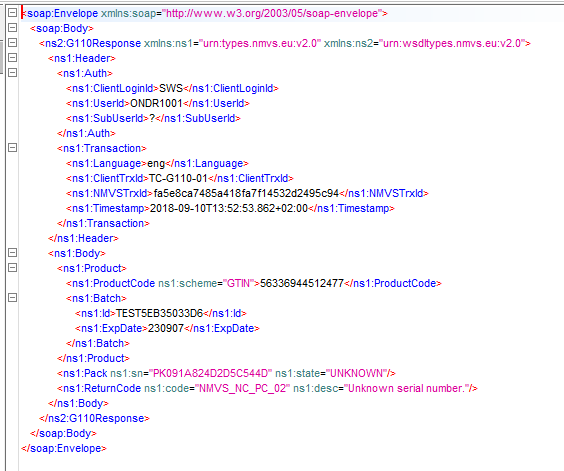 <soap:Envelope xmlns:soap="http://www.w3.org/2003/05/soap-envelope">
<soap:Body>
<ns2:G110Response xmlns:ns1="urn:types.nmvs.eu:v2.0" xmlns:ns2="urn:wsdltypes.nmvs.eu:v2.0">
<ns1:Header>
<ns1:Auth>
<ns1:ClientLoginId>SWS</ns1:ClientLoginId>
<ns1:UserId>ONDR1001</ns1:UserId>
<ns1:SubUserId>?</ns1:SubUserId>
</ns1:Auth>
<ns1:Transaction>
<ns1:Language>eng</ns1:Language>
<ns1:ClientTrxId>TC-G110-01</ns1:ClientTrxId>
<ns1:NMVSTrxId>fa5e8ca7485a418fa7f14532d2495c94</ns1:NMVSTrxId>
<ns1:Timestamp>2018-09-10T13:52:53.862+02:00</ns1:Timestamp>
</ns1:Transaction>
</ns1:Header>
<ns1:Body>
<ns1:Product>
<ns1:ProductCode ns1:scheme="GTIN">56336944512477</ns1:ProductCode>
<ns1:Batch>
<ns1:Id>TEST5EB35033D6</ns1:Id>
<ns1:ExpDate>230907</ns1:ExpDate>
</ns1:Batch>
</ns1:Product>
<ns1:Pack ns1:sn="PK091A824D2D5C544D" ns1:state="UNKNOWN"/>
<ns1:ReturnCode ns1:code="NMVS_NC_PC_02" ns1:desc="Unknown serial number."/>
</ns1:Body>
</ns2:G110Response>
</soap:Body>
</soap:Envelope>